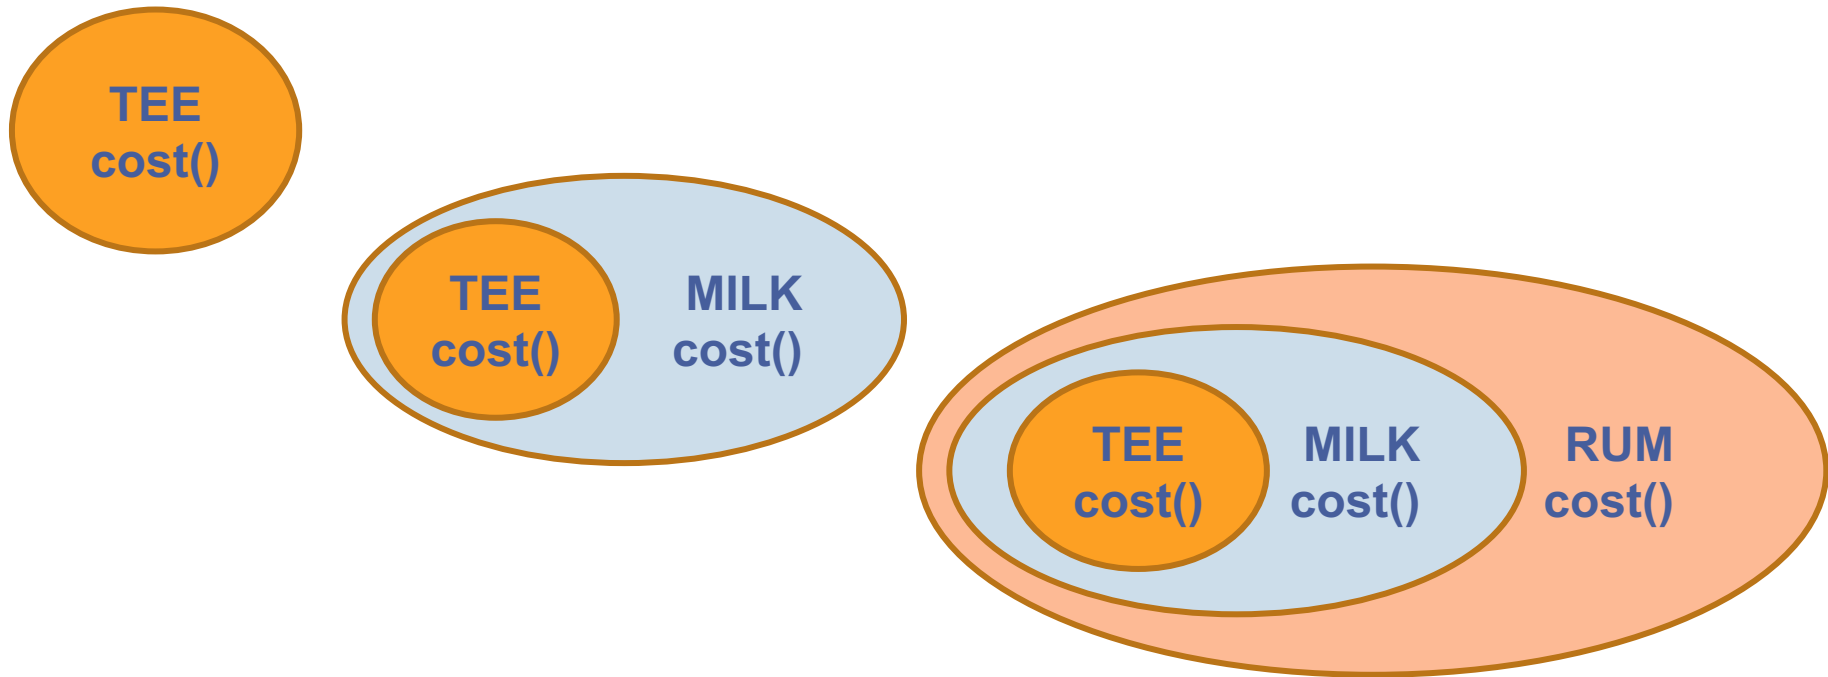 TEE
cost()
TEE
cost()
MILK
cost()
TEE
cost()
MILK
cost()
RUM
cost()